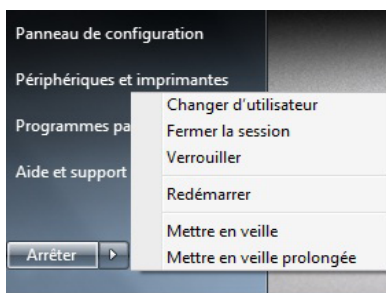 Panneau de configuration
Périphériques et imprimantes
Changer d'utilisateur
Programmes pa
Fermer la session
Verrouiller
Aide et support
Redémarrer
Mettre en veille
Arrêter
Mettre en veille prolongée